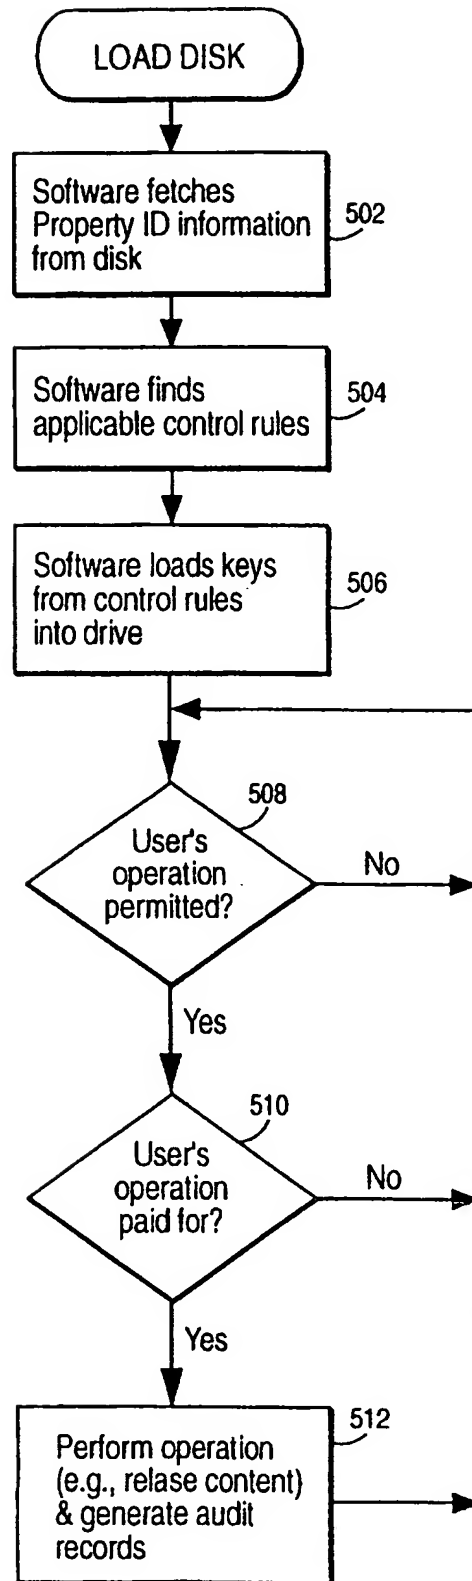 LOAD DISK
Software fetches
Property ID information
from disk
502
Software finds
applicable control rules
504
Software loads keys
from control rules
into drive
506
508
User's
operation
permitted?
No
Yes
510
User's
operation
paid for?
No
Yes
512
Perform operation
(e.g., relase content)
& generate audit
records